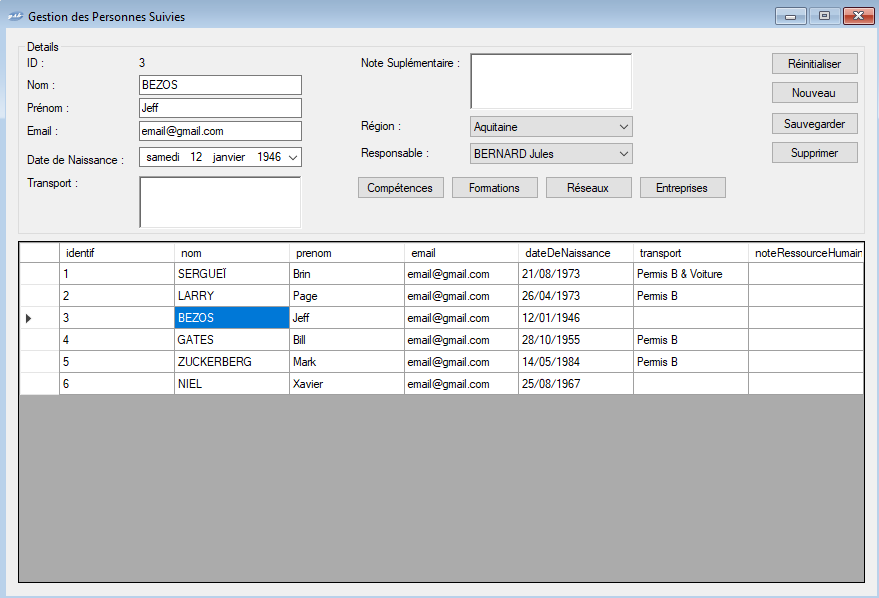 Gestion des Personnes Suivies
Details
ID : 3
Nom : BEZOS
Prénom : Jeff
Email : email@gmail.com
Date de Naissance : samedi 12 janvier 1946
Transport :
Note Suplémentaire :
Région : Aquitaine
Responsable : BERNARD Jules
Compétences Formations Réseaux Entreprises
Réinitialiser
Nouveau
Sauvegarder
Supprimer
identif nom prenom email dateDeNaissance transport noteRessourceHumain
1 SERGUEÏ Brin email@gmail.com 21/08/1973 Permis B & Voiture
2 LARRY Page email@gmail.com 26/04/1973 Permis B
3 BEZOS Jeff email@gmail.com 12/01/1946
4 GATES Bill email@gmail.com 28/10/1955 Permis B
5 ZUCKERBERG Mark email@gmail.com 14/05/1984 Permis B
6 NIEL Xavier email@gmail.com 25/08/1967